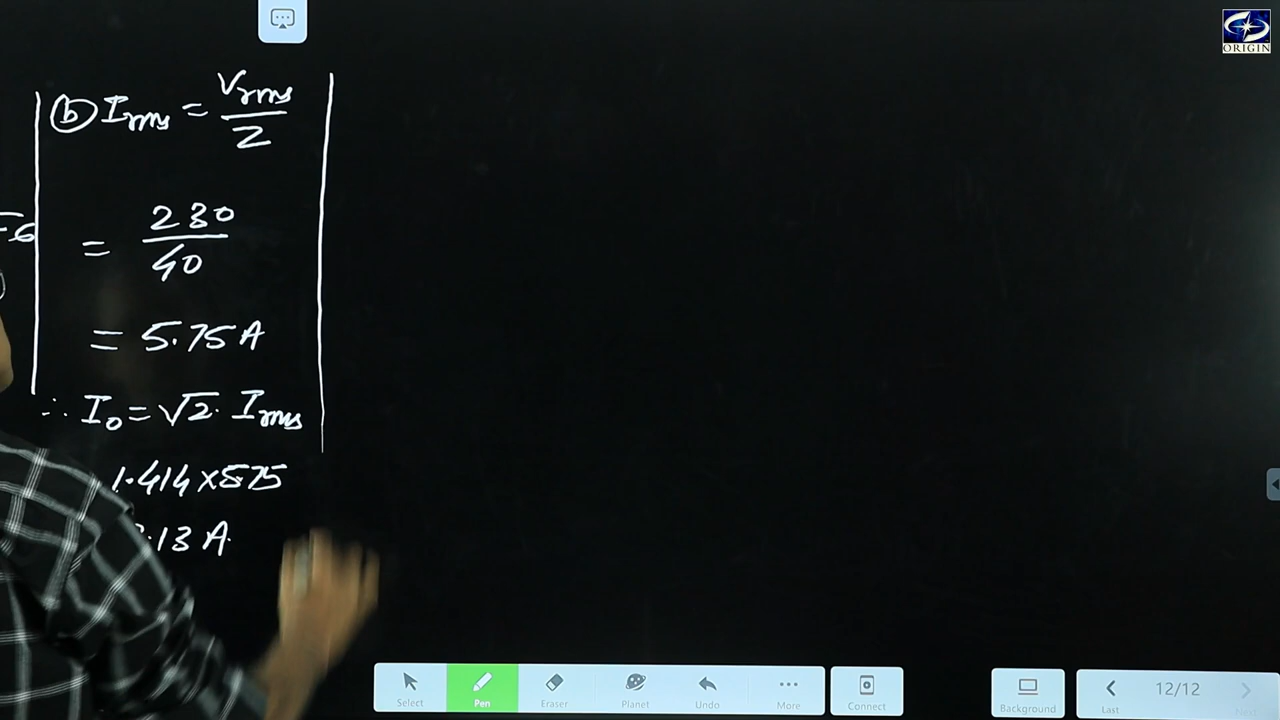 ORIGIN
(b) Irms = Vrms / Z
= 230 / 40
= 5.75 A
∴ I₀ = √2 · Irms
1.414 × 5.75
.13 A
Select Pen Eraser Planet Undo More Connect Background Last 12/12 Next